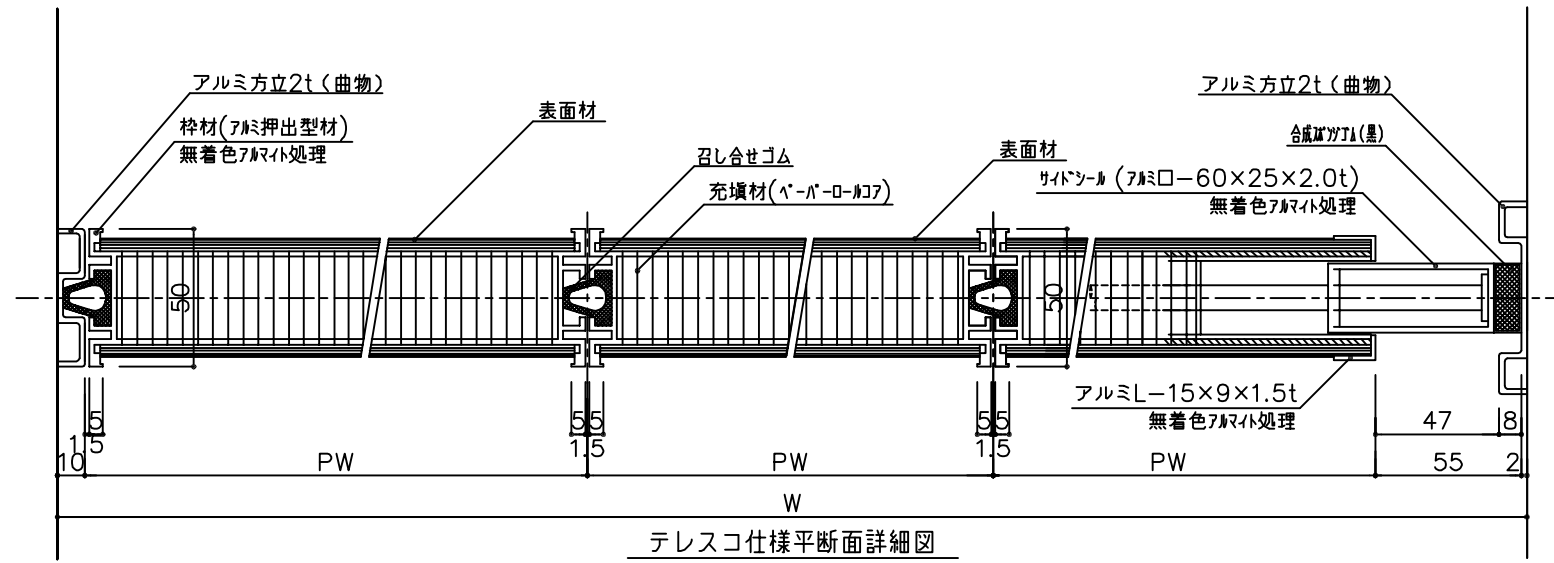 アルミ方立2t(曲物)
枠材(アルミ押出型材)
無着色アルマイト処理
表面材
召し合せゴム
充塡材(ペーパーロールコア)
表面材
アルミ方立2t(曲物)
合成スポンジゴム(黒)
サイドシール (アルミロ-60×25×2.0t)
無着色アルマイト処理
50
50
アルミL-15×9×1.5t
無着色アルマイト処理
5
1.5
5
5
1.5
5
5
1.5
47
8
10
PW
PW
PW
55
2
W
テレスコ仕様平断面詳細図